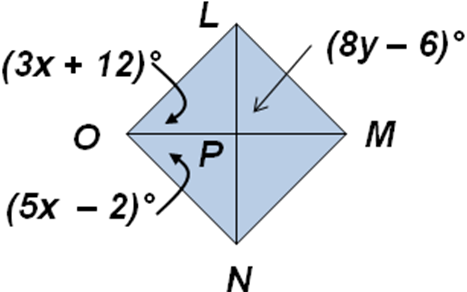 L
(3x + 12)°
(8y – 6)°
O
P
M
(5x – 2)°
N